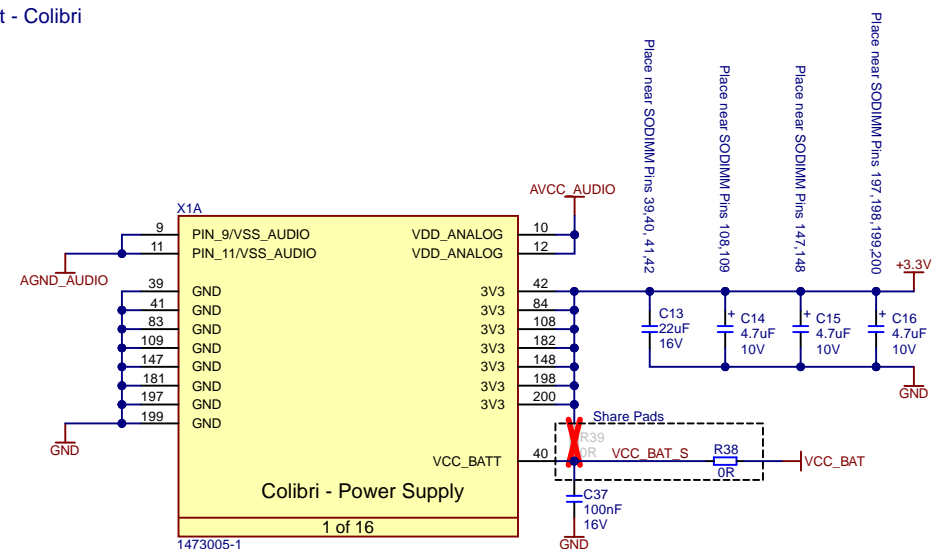 t - Colibri
Place near SODIMM Pins 39,40, 41,42
Place near SODIMM Pins 108,109
Place near SODIMM Pins 147,148
Place near SODIMM Pins 197,198,199,200
AVCC_AUDIO
X1A
9 PIN_9/VSS_AUDIO VDD_ANALOG 10
11 PIN_11/VSS_AUDIO VDD_ANALOG 12
AGND_AUDIO
+3.3V
39 GND 3V3 42
41 GND 3V3 84
83 GND 3V3 108
109 GND 3V3 182
147 GND 3V3 148
181 GND 3V3 198
197 GND 3V3 200
199 GND
GND
C13
22uF
16V
+ C14
4.7uF
10V
+ C15
4.7uF
10V
+ C16
4.7uF
10V
GND
Share Pads
R39
0R
VCC_BATT 40
VCC_BAT_S
R38
0R
VCC_BAT
C37
100nF
16V
GND
Colibri - Power Supply
1 of 16
1473005-1